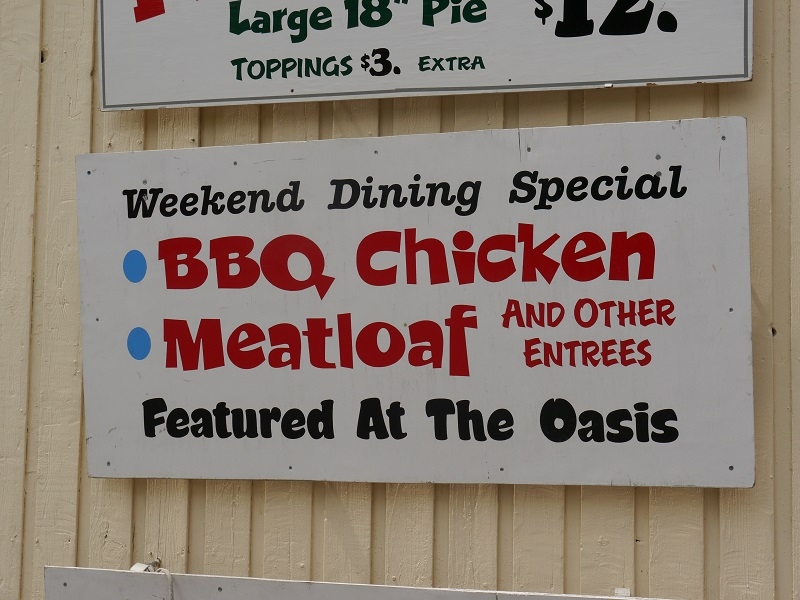 Large 18" Pie $12.
TOPPINGS $3. EXTRA
Weekend Dining Special
BBQ Chicken
Meatloaf AND OTHER
ENTREES
Featured At The Oasis